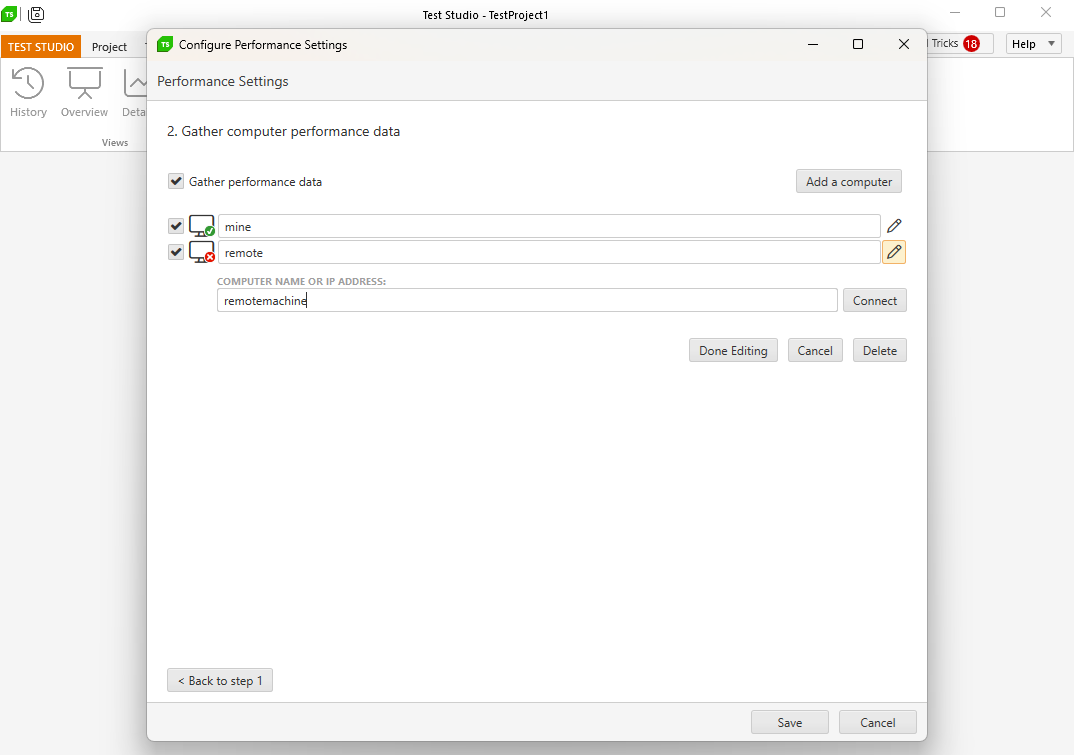 TS
Test Studio - TestProject1
TEST STUDIO Project
Tricks 18 Help
TS Configure Performance Settings
Performance Settings
History Overview
Views
2. Gather computer performance data
Gather performance data Add a computer
mine
remote
COMPUTER NAME OR IP ADDRESS:
remotemachine Connect
Done Editing Cancel Delete
< Back to step 1
Save Cancel